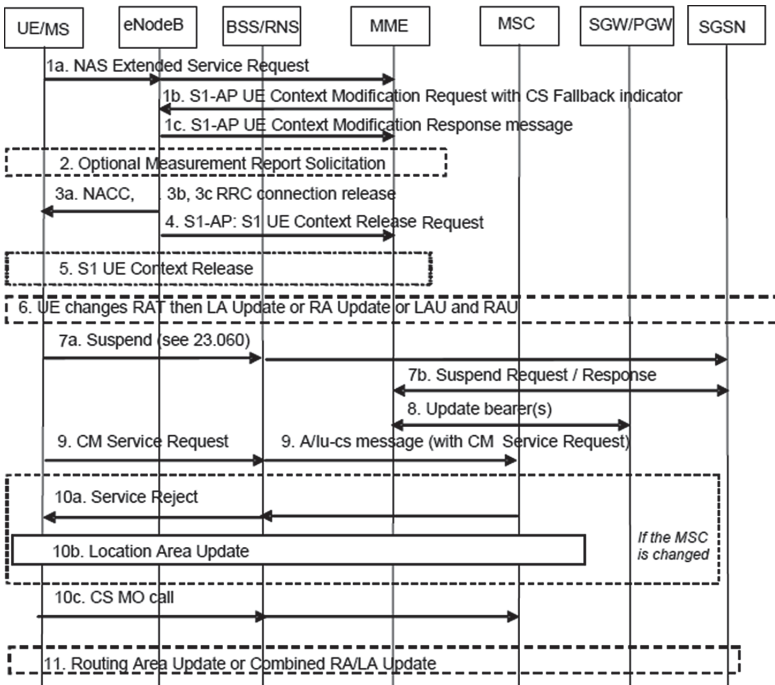 UE/MS
eNodeB
BSS/RNS
MME
MSC
SGW/PGW
SGSN
1a. NAS Extended Service Request
1b. S1-AP UE Context Modification Request with CS Fallback indicator
1c. S1-AP UE Context Modification Response message
2. Optional Measurement Report Solicitation
3a. NACC, 3b, 3c RRC connection release
4. S1-AP: S1 UE Context Release Request
5. S1 UE Context Release
6. UE changes RAT then LA Update or RA Update or LAU and RAU
7a. Suspend (see 23.060)
7b. Suspend Request / Response
8. Update bearer(s)
9. CM Service Request
9. A/Iu-cs message (with CM Service Request)
10a. Service Reject
If the MSC
is changed
10b. Location Area Update
10c. CS MO call
11. Routing Area Update or Combined RA/LA Update